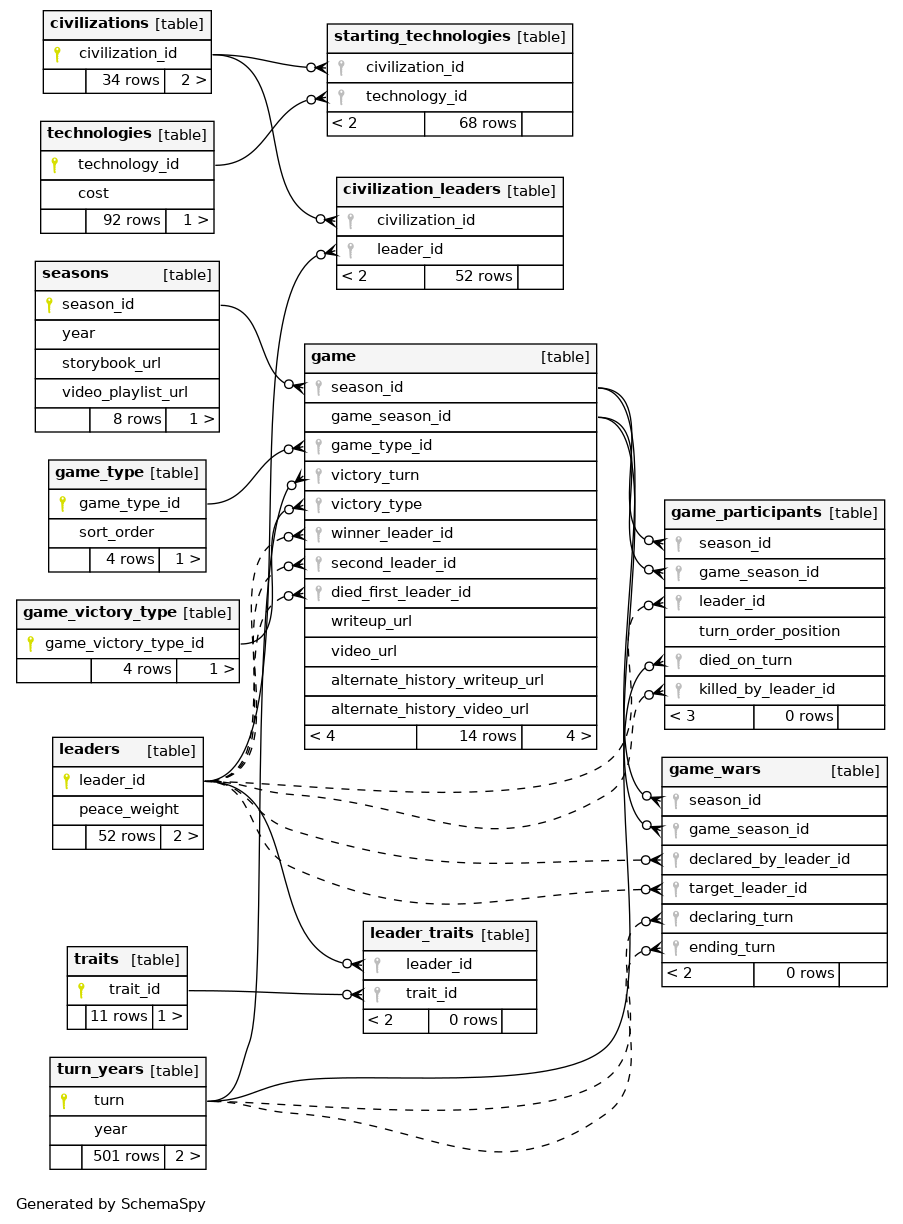 civilizations [table]
civilization_id
34 rows 2 >
technologies [table]
technology_id
cost
92 rows 1 >
seasons [table]
season_id
year
storybook_url
video_playlist_url
8 rows 1 >
game_type [table]
game_type_id
sort_order
4 rows 1 >
game_victory_type [table]
game_victory_type_id
4 rows 1 >
leaders [table]
leader_id
peace_weight
52 rows 2 >
traits [table]
trait_id
11 rows 1 >
turn_years [table]
turn
year
501 rows 2 >
starting_technologies [table]
civilization_id
technology_id
< 2 68 rows
civilization_leaders [table]
civilization_id
leader_id
< 2 52 rows
game [table]
season_id
game_season_id
game_type_id
victory_turn
victory_type
winner_leader_id
second_leader_id
died_first_leader_id
writeup_url
video_url
alternate_history_writeup_url
alternate_history_video_url
< 4 14 rows 4 >
leader_traits [table]
leader_id
trait_id
< 2 0 rows
game_participants [table]
season_id
game_season_id
leader_id
turn_order_position
died_on_turn
killed_by_leader_id
< 3 0 rows
game_wars [table]
season_id
game_season_id
declared_by_leader_id
target_leader_id
declaring_turn
ending_turn
< 2 0 rows
Generated by SchemaSpy